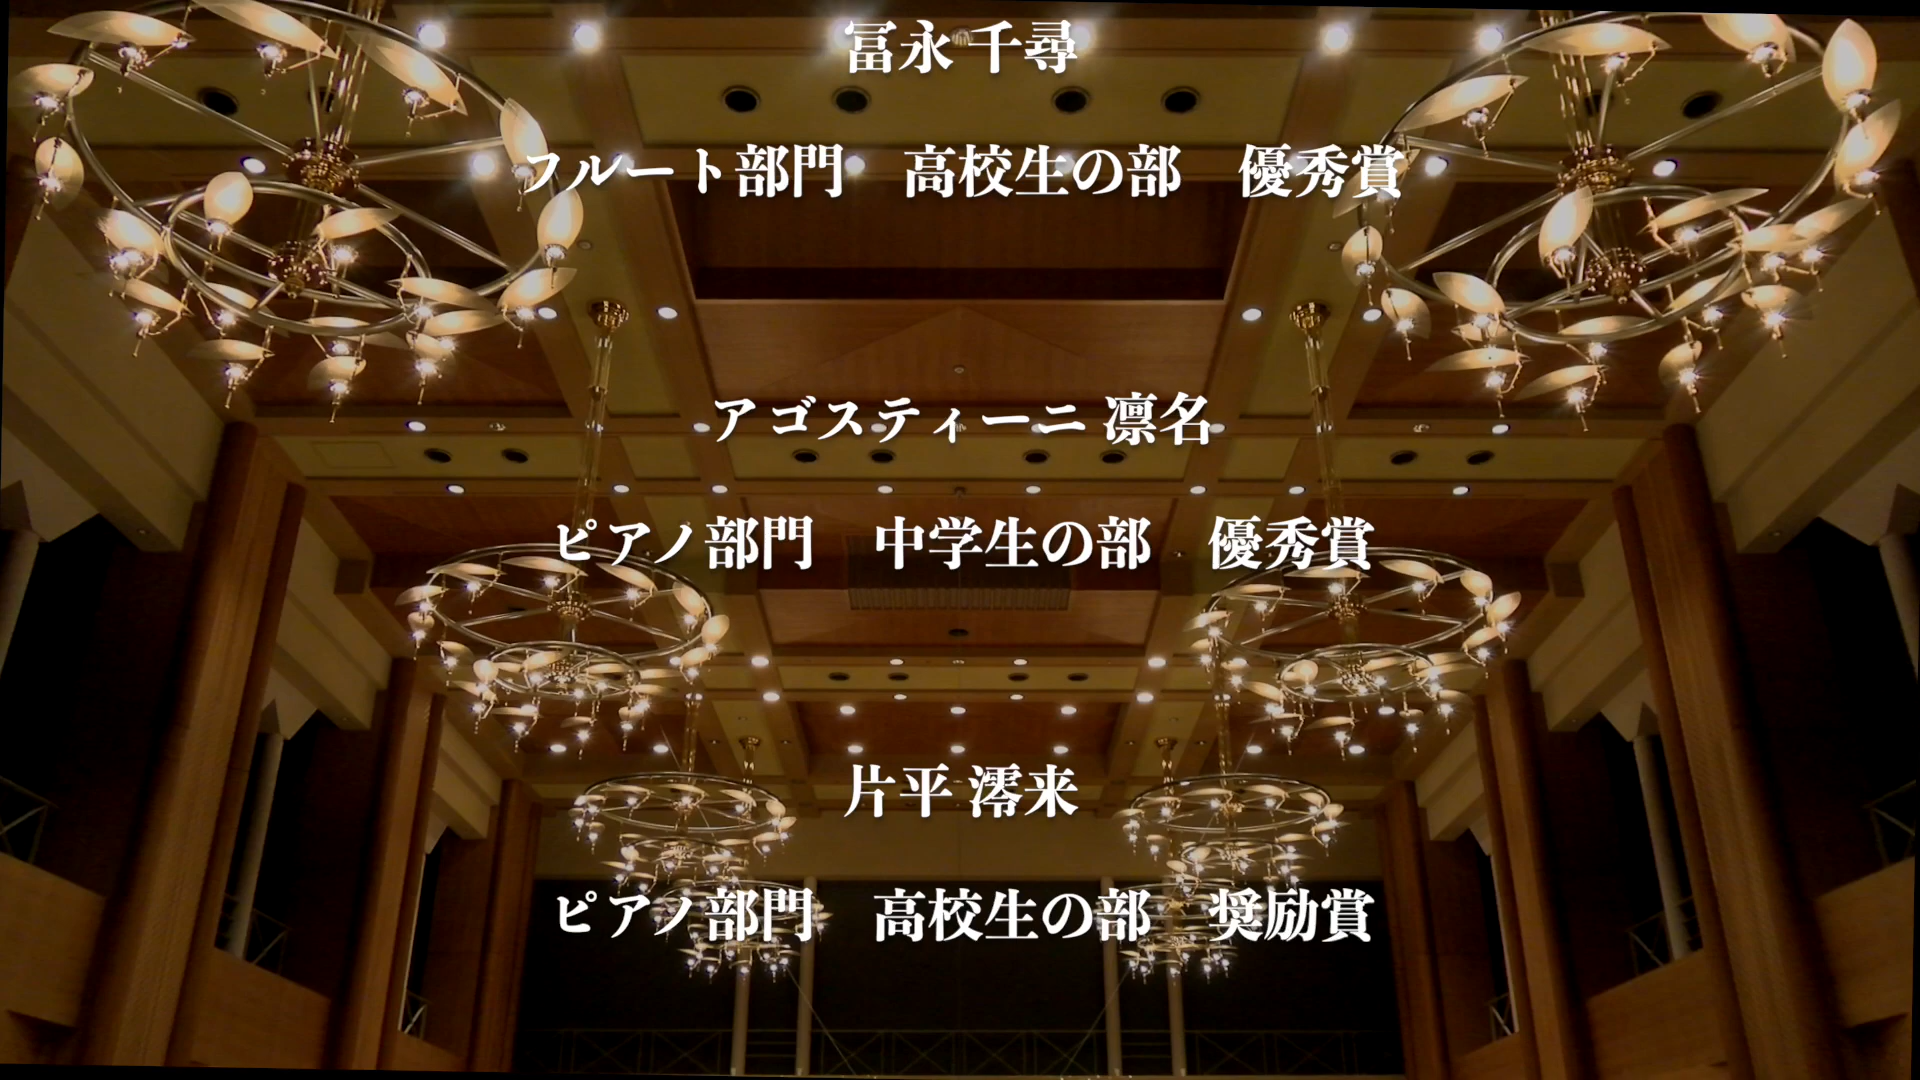 冨永 千尋
フルート部門　高校生の部　優秀賞
アゴスティーニ 凛名
ピアノ部門　中学生の部　優秀賞
片平 澪来
ピアノ部門　高校生の部　奨励賞